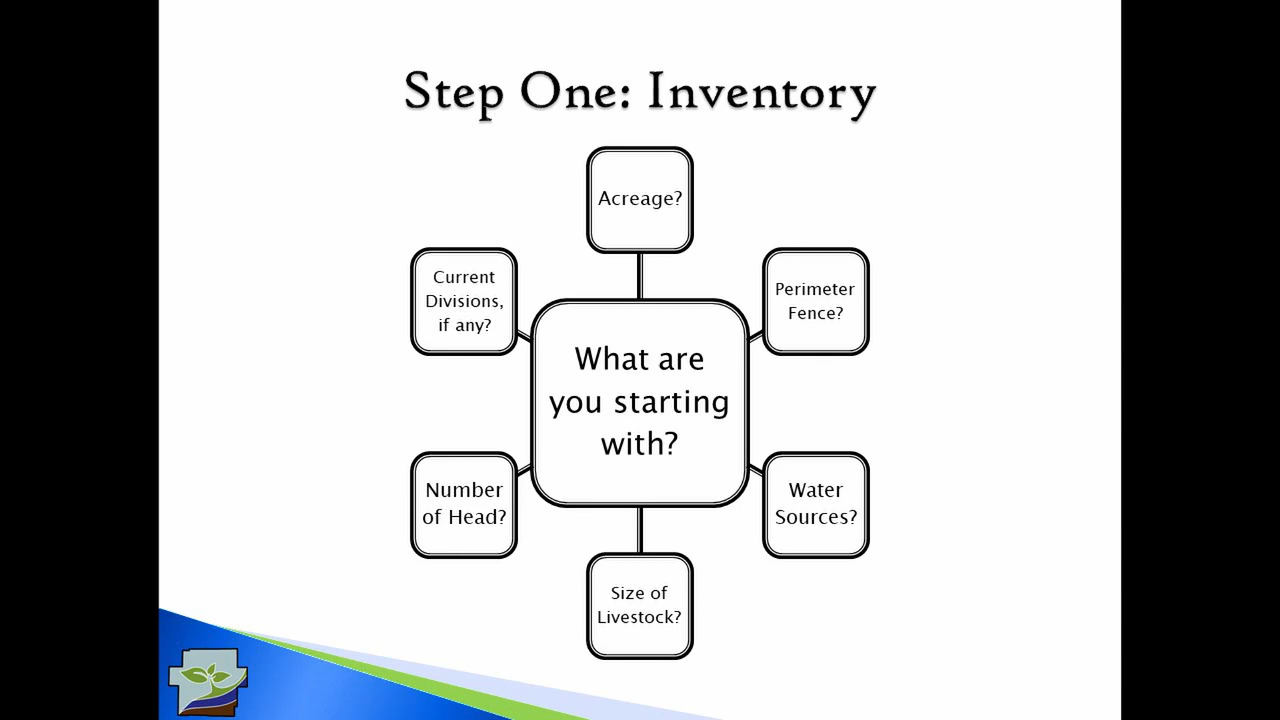 Step One: Inventory
Acreage?
Perimeter
Fence?
Water
Sources?
Size of
Livestock?
Number
of Head?
Current
Divisions,
if any?
What are
you starting
with?